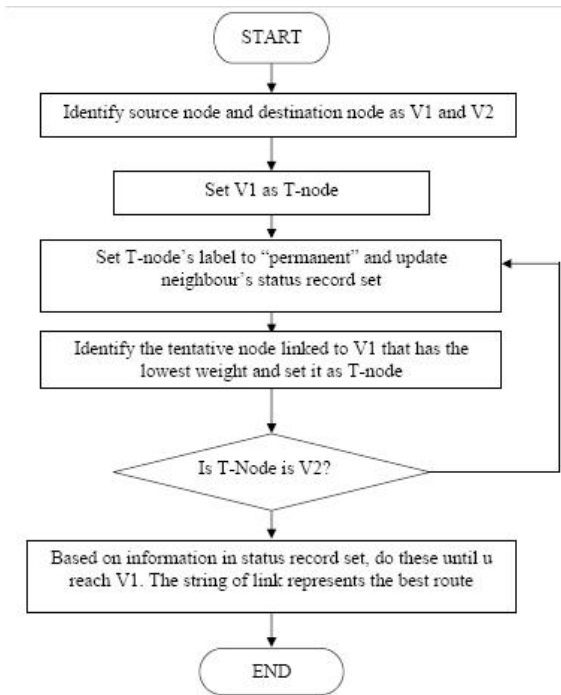 START
Identify source node and destination node as V1 and V2
Set V1 as T-node
Set T-node's label to “permanent” and update
neighbour's status record set
Identify the tentative node linked to V1 that has the
lowest weight and set it as T-node
Is T-Node is V2?
Based on information in status record set, do these until u
reach V1. The string of link represents the best route
END